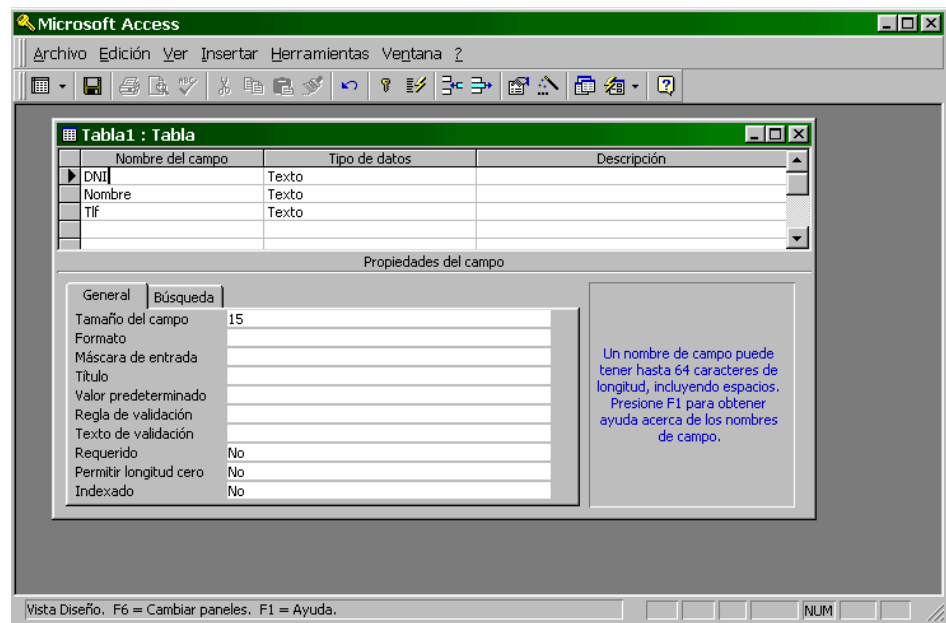 Microsoft Access
Archivo Edición Ver Insertar Herramientas Ventana ?
Tabla1 : Tabla
Nombre del campo Tipo de datos Descripción
DNI Texto
Nombre Texto
Tlf Texto
Propiedades del campo
General Búsqueda
Tamaño del campo 15
Formato
Máscara de entrada
Título
Valor predeterminado
Regla de validación
Texto de validación
Requerido No
Permitir longitud cero No
Indexado No
Un nombre de campo puede
tener hasta 64 caracteres de
longitud, incluyendo espacios.
Presione F1 para obtener
ayuda acerca de los nombres
de campo.
Vista Diseño. F6 = Cambiar paneles. F1 = Ayuda. NUM